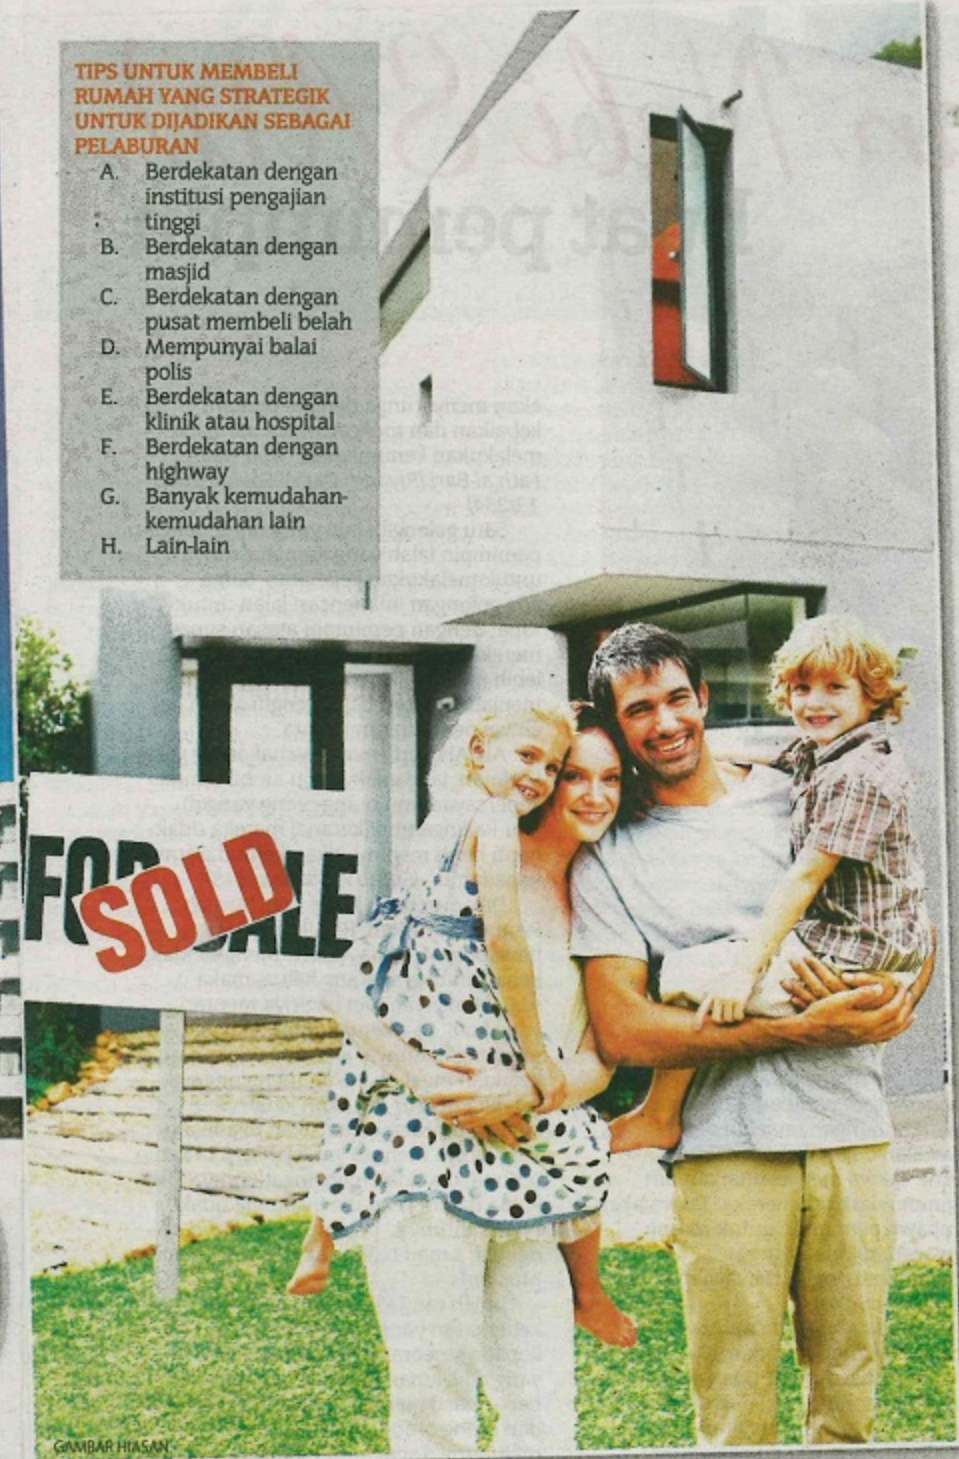 TIPS UNTUK MEMBELI
RUMAH YANG STRATEGIK
UNTUK DIJADIKAN SEBAGAI
PELABURAN
A. Berdekatan dengan
institusi pengajian
tinggi
B. Berdekatan dengan
masjid
C. Berdekatan dengan
pusat membeli belah
D. Mempunyai balai
polis
E. Berdekatan dengan
klinik atau hospital
F. Berdekatan dengan
highway
G. Banyak kemudahan-
kemudahan lain
H. Lain-lain
FOR SALE
SOLD
GAMBAR HIASAN